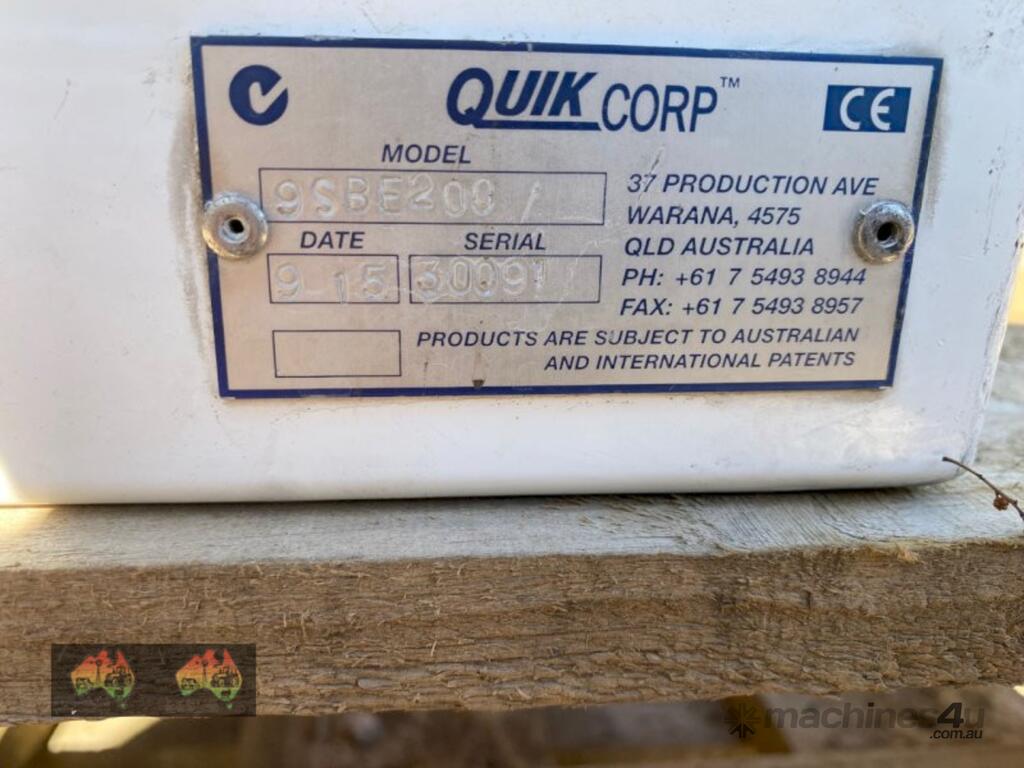 QUIK CORP™
CE
MODEL
9SBE200 /
DATE
SERIAL
9 15
30091
37 PRODUCTION AVE
WARANA, 4575
QLD AUSTRALIA
PH: +61 7 5493 8944
FAX: +61 7 5493 8957
PRODUCTS ARE SUBJECT TO AUSTRALIAN
AND INTERNATIONAL PATENTS
machines4u
.com.au